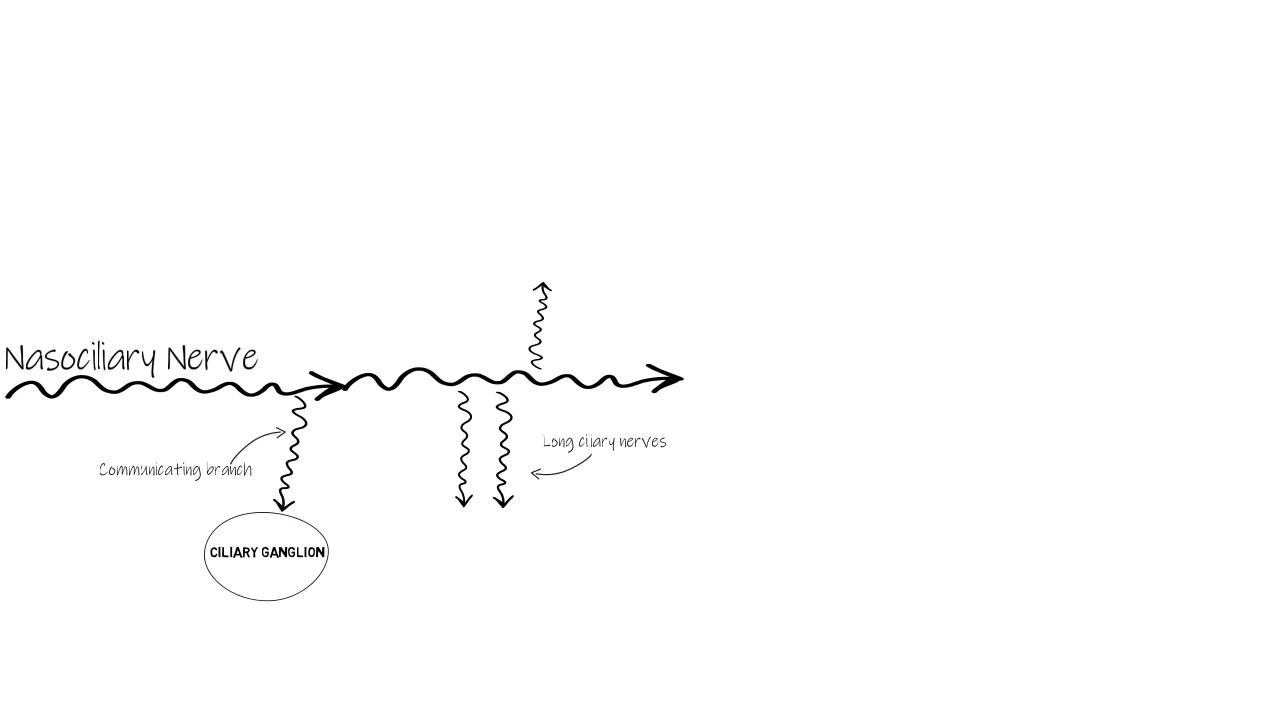 Nasociliary Nerve
Communicating branch
Long ciliary nerves
CILIARY GANGLION